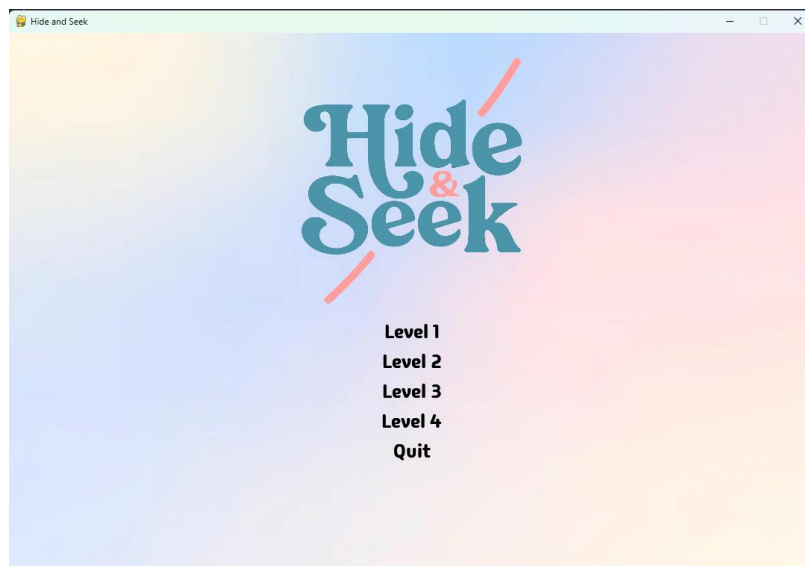 Hide and Seek
Hide
&
Seek
Level 1
Level 2
Level 3
Level 4
Quit